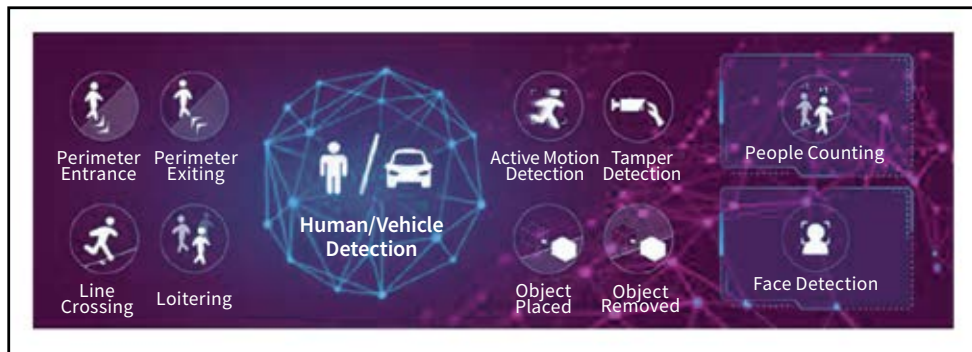 Perimeter
Entrance
Perimeter
Exiting
Line
Crossing
Loitering
Human/Vehicle
Detection
Active Motion
Detection
Tamper
Detection
Object
Placed
Object
Removed
People Counting
Face Detection